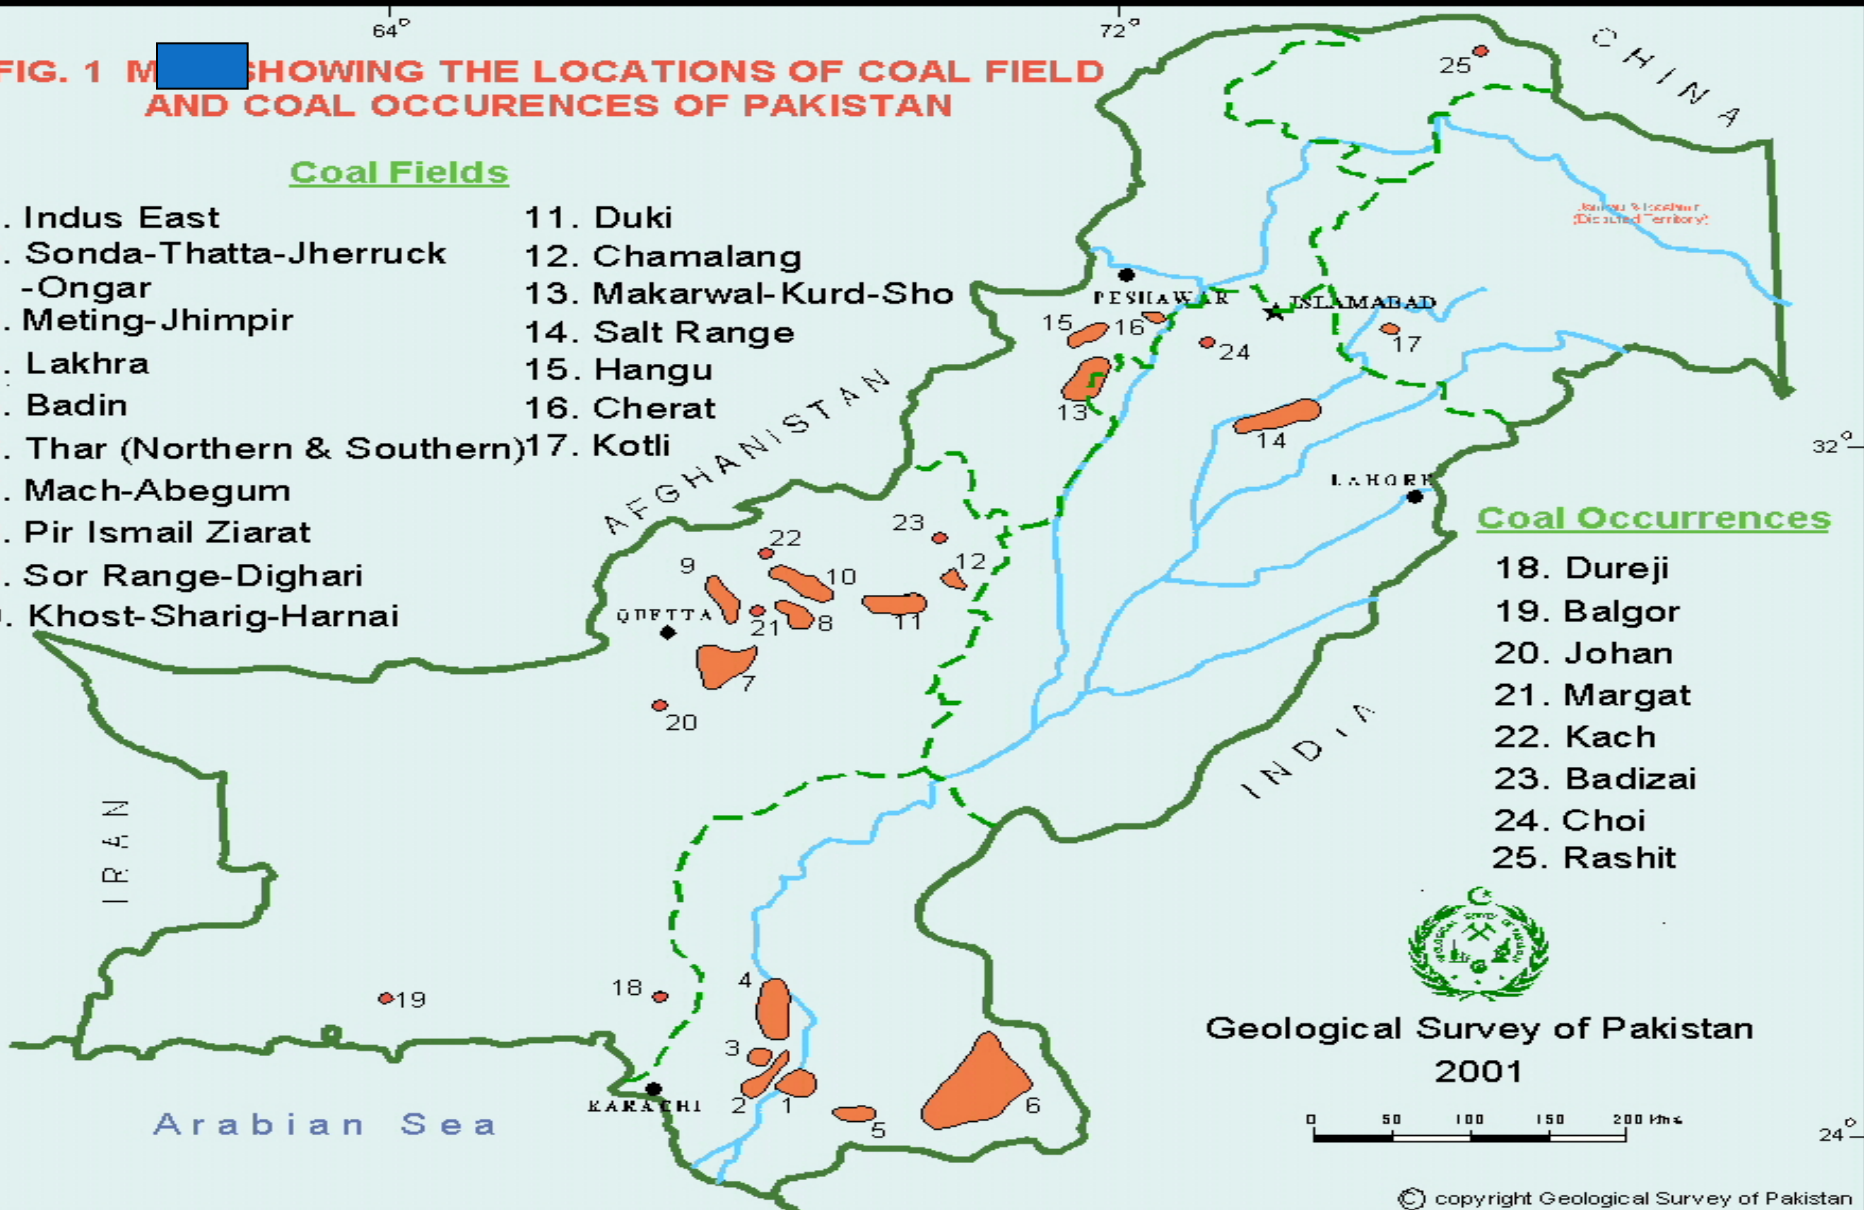 64°
72°
FIG. 1 M SHOWING THE LOCATIONS OF COAL FIELD
AND COAL OCCURENCES OF PAKISTAN
Coal Fields
. Indus East
. Sonda-Thatta-Jherruck
-Ongar
. Meting-Jhimpir
. Lakhra
. Badin
. Thar (Northern & Southern)
. Mach-Abegum
. Pir Ismail Ziarat
. Sor Range-Dighari
. Khost-Sharig-Harnai
11. Duki
12. Chamalang
13. Makarwal-Kurd-Sho
14. Salt Range
15. Hangu
16. Cherat
17. Kotli
CHINA
25
(Disputed Territory)
PESHAWAR
ISLAMABAD
15
16
24
17
13
14
AFGHANISTAN
32°
LAHORE
Coal Occurrences
18. Dureji
19. Balgor
20. Johan
21. Margat
22. Kach
23. Badizai
24. Choi
25. Rashit
23
22
9
10
12
QUETTA
21
8
11
7
20
INDIA
IRAN
19
18
4
3
2
1
5
6
KARACHI
Arabian Sea
Geological Survey of Pakistan
2001
0 50 100 150 200 Kms
24°
© copyright Geological Survey of Pakistan